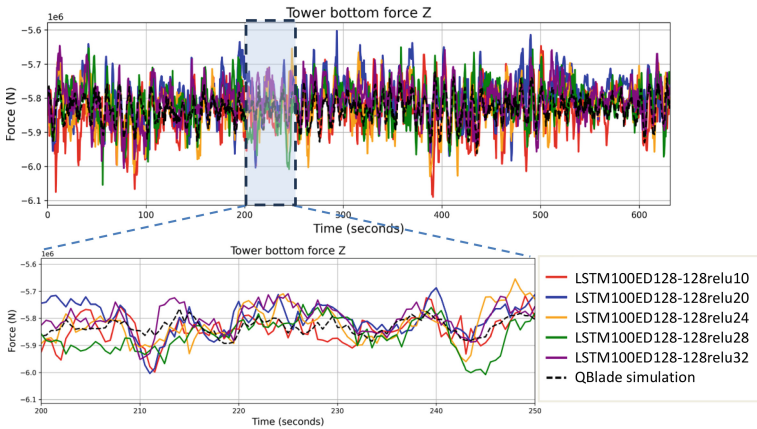 Tower bottom force Z
1e6
−5.6
−5.7
−5.8
−5.9
−6.0
−6.1
Force (N)
0 100 200 300 400 500 600
Time (seconds)
Tower bottom force Z
1e6
−5.6
−5.7
−5.8
−5.9
−6.0
−6.1
Force (N)
200 210 220 230 240 250
Time (seconds)
LSTM100ED128-128relu10
LSTM100ED128-128relu20
LSTM100ED128-128relu24
LSTM100ED128-128relu28
LSTM100ED128-128relu32
QBlade simulation